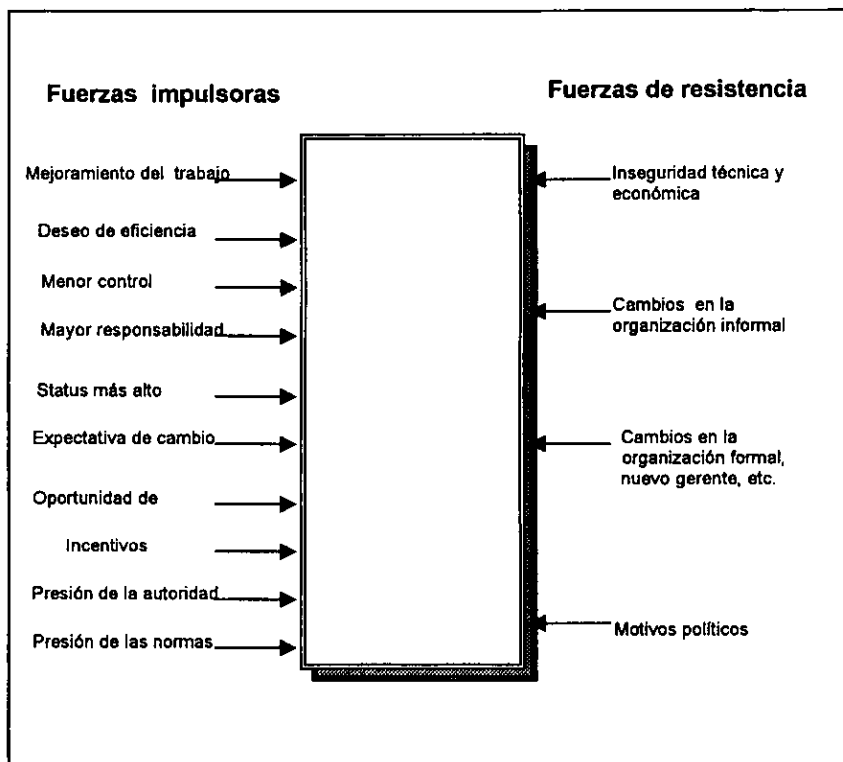 Fuerzas impulsoras
Fuerzas de resistencia
Mejoramiento del trabajo
Deseo de eficiencia
Menor control
Mayor responsabilidad
Status más alto
Expectativa de cambio
Oportunidad de
Incentivos
Presión de la autoridad
Presión de las normas
Inseguridad técnica y
económica
Cambios en la
organización informal
Cambios en la
organización formal,
nuevo gerente, etc.
Motivos políticos